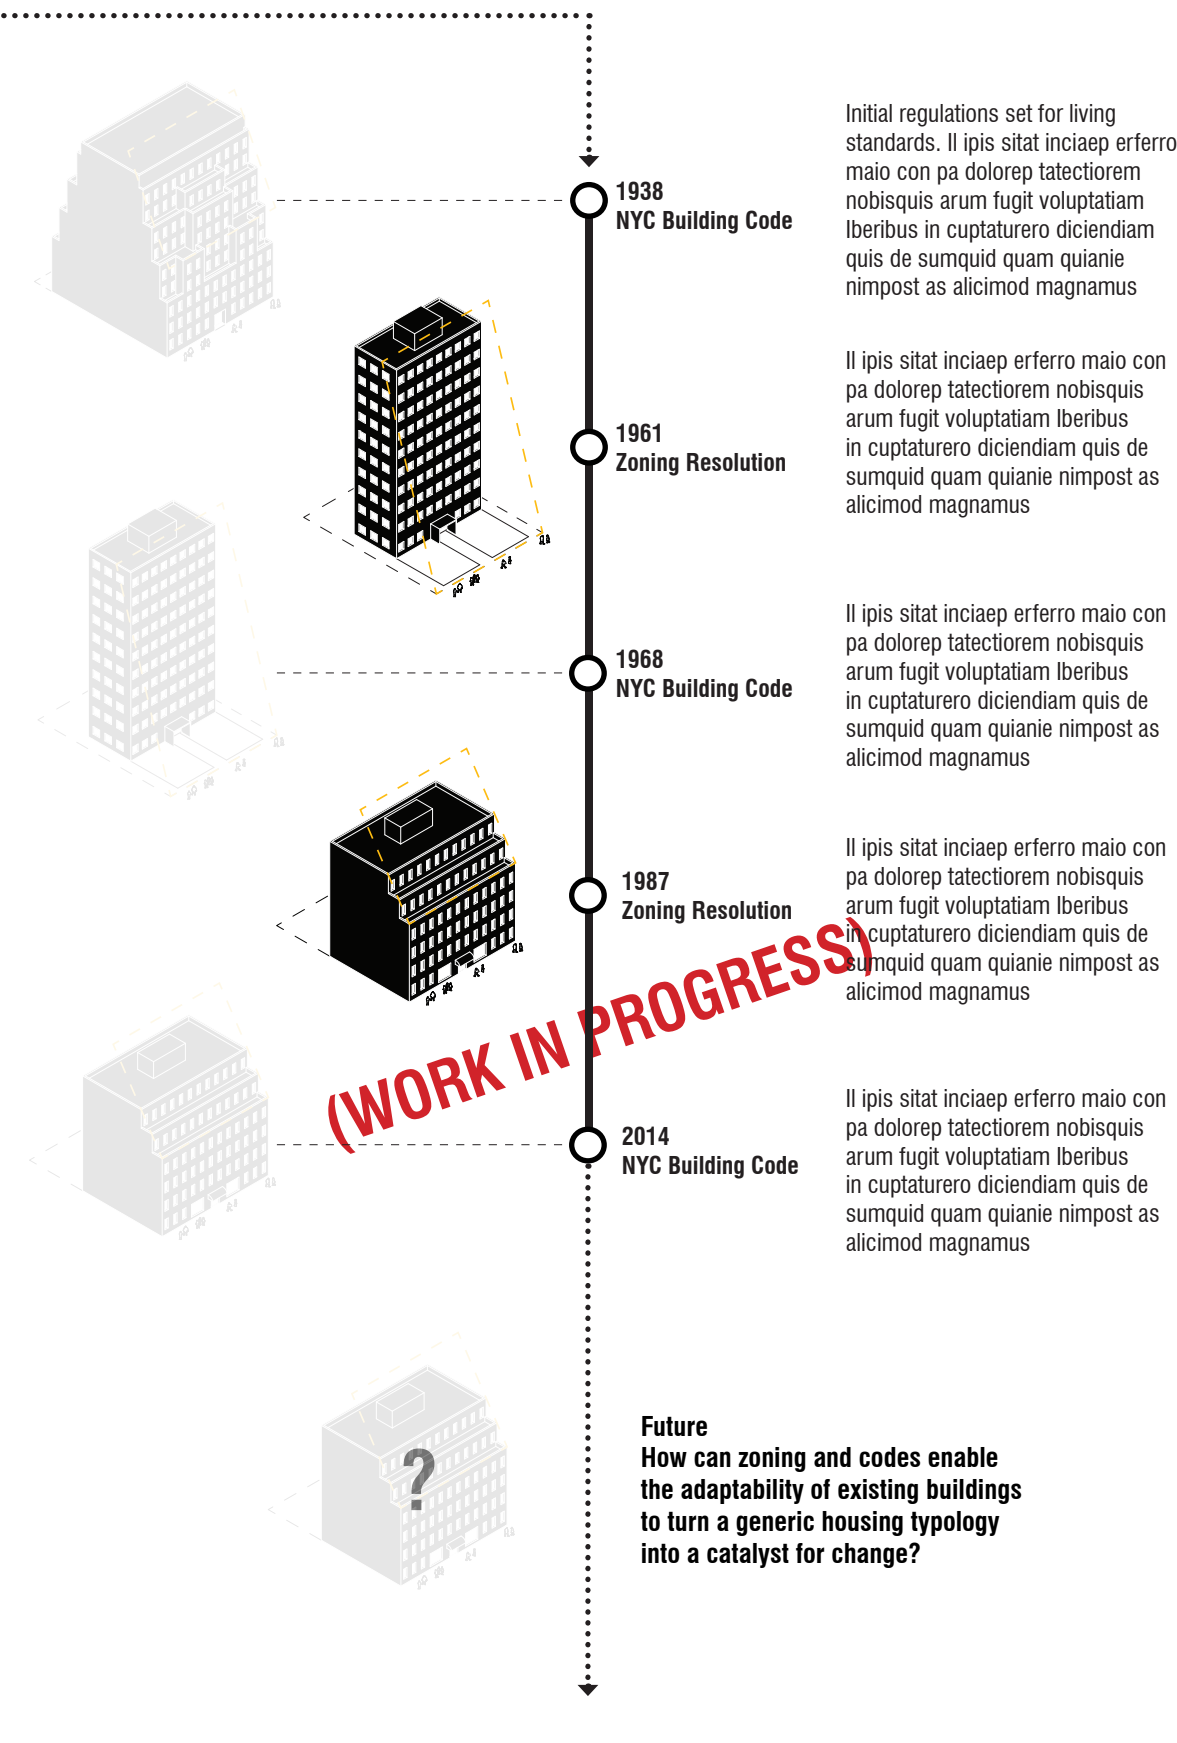 1938
NYC Building Code
Initial regulations set for living
standards. Il ipis sitat inciaep erferro
maio con pa dolorep tatectiorem
nobisquis arum fugit voluptatiam
Iberibus in cuptaturero diciendiam
quis de sumquid quam quianie
nimpost as alicimod magnamus
1961
Zoning Resolution
Il ipis sitat inciaep erferro maio con
pa dolorep tatectiorem nobisquis
arum fugit voluptatiam Iberibus
in cuptaturero diciendiam quis de
sumquid quam quianie nimpost as
alicimod magnamus
1968
NYC Building Code
Il ipis sitat inciaep erferro maio con
pa dolorep tatectiorem nobisquis
arum fugit voluptatiam Iberibus
in cuptaturero diciendiam quis de
sumquid quam quianie nimpost as
alicimod magnamus
1987
Zoning Resolution
Il ipis sitat inciaep erferro maio con
pa dolorep tatectiorem nobisquis
arum fugit voluptatiam Iberibus
in cuptaturero diciendiam quis de
sumquid quam quianie nimpost as
alicimod magnamus
(WORK IN PROGRESS)
2014
NYC Building Code
Il ipis sitat inciaep erferro maio con
pa dolorep tatectiorem nobisquis
arum fugit voluptatiam Iberibus
in cuptaturero diciendiam quis de
sumquid quam quianie nimpost as
alicimod magnamus
?
Future
How can zoning and codes enable
the adaptability of existing buildings
to turn a generic housing typology
into a catalyst for change?